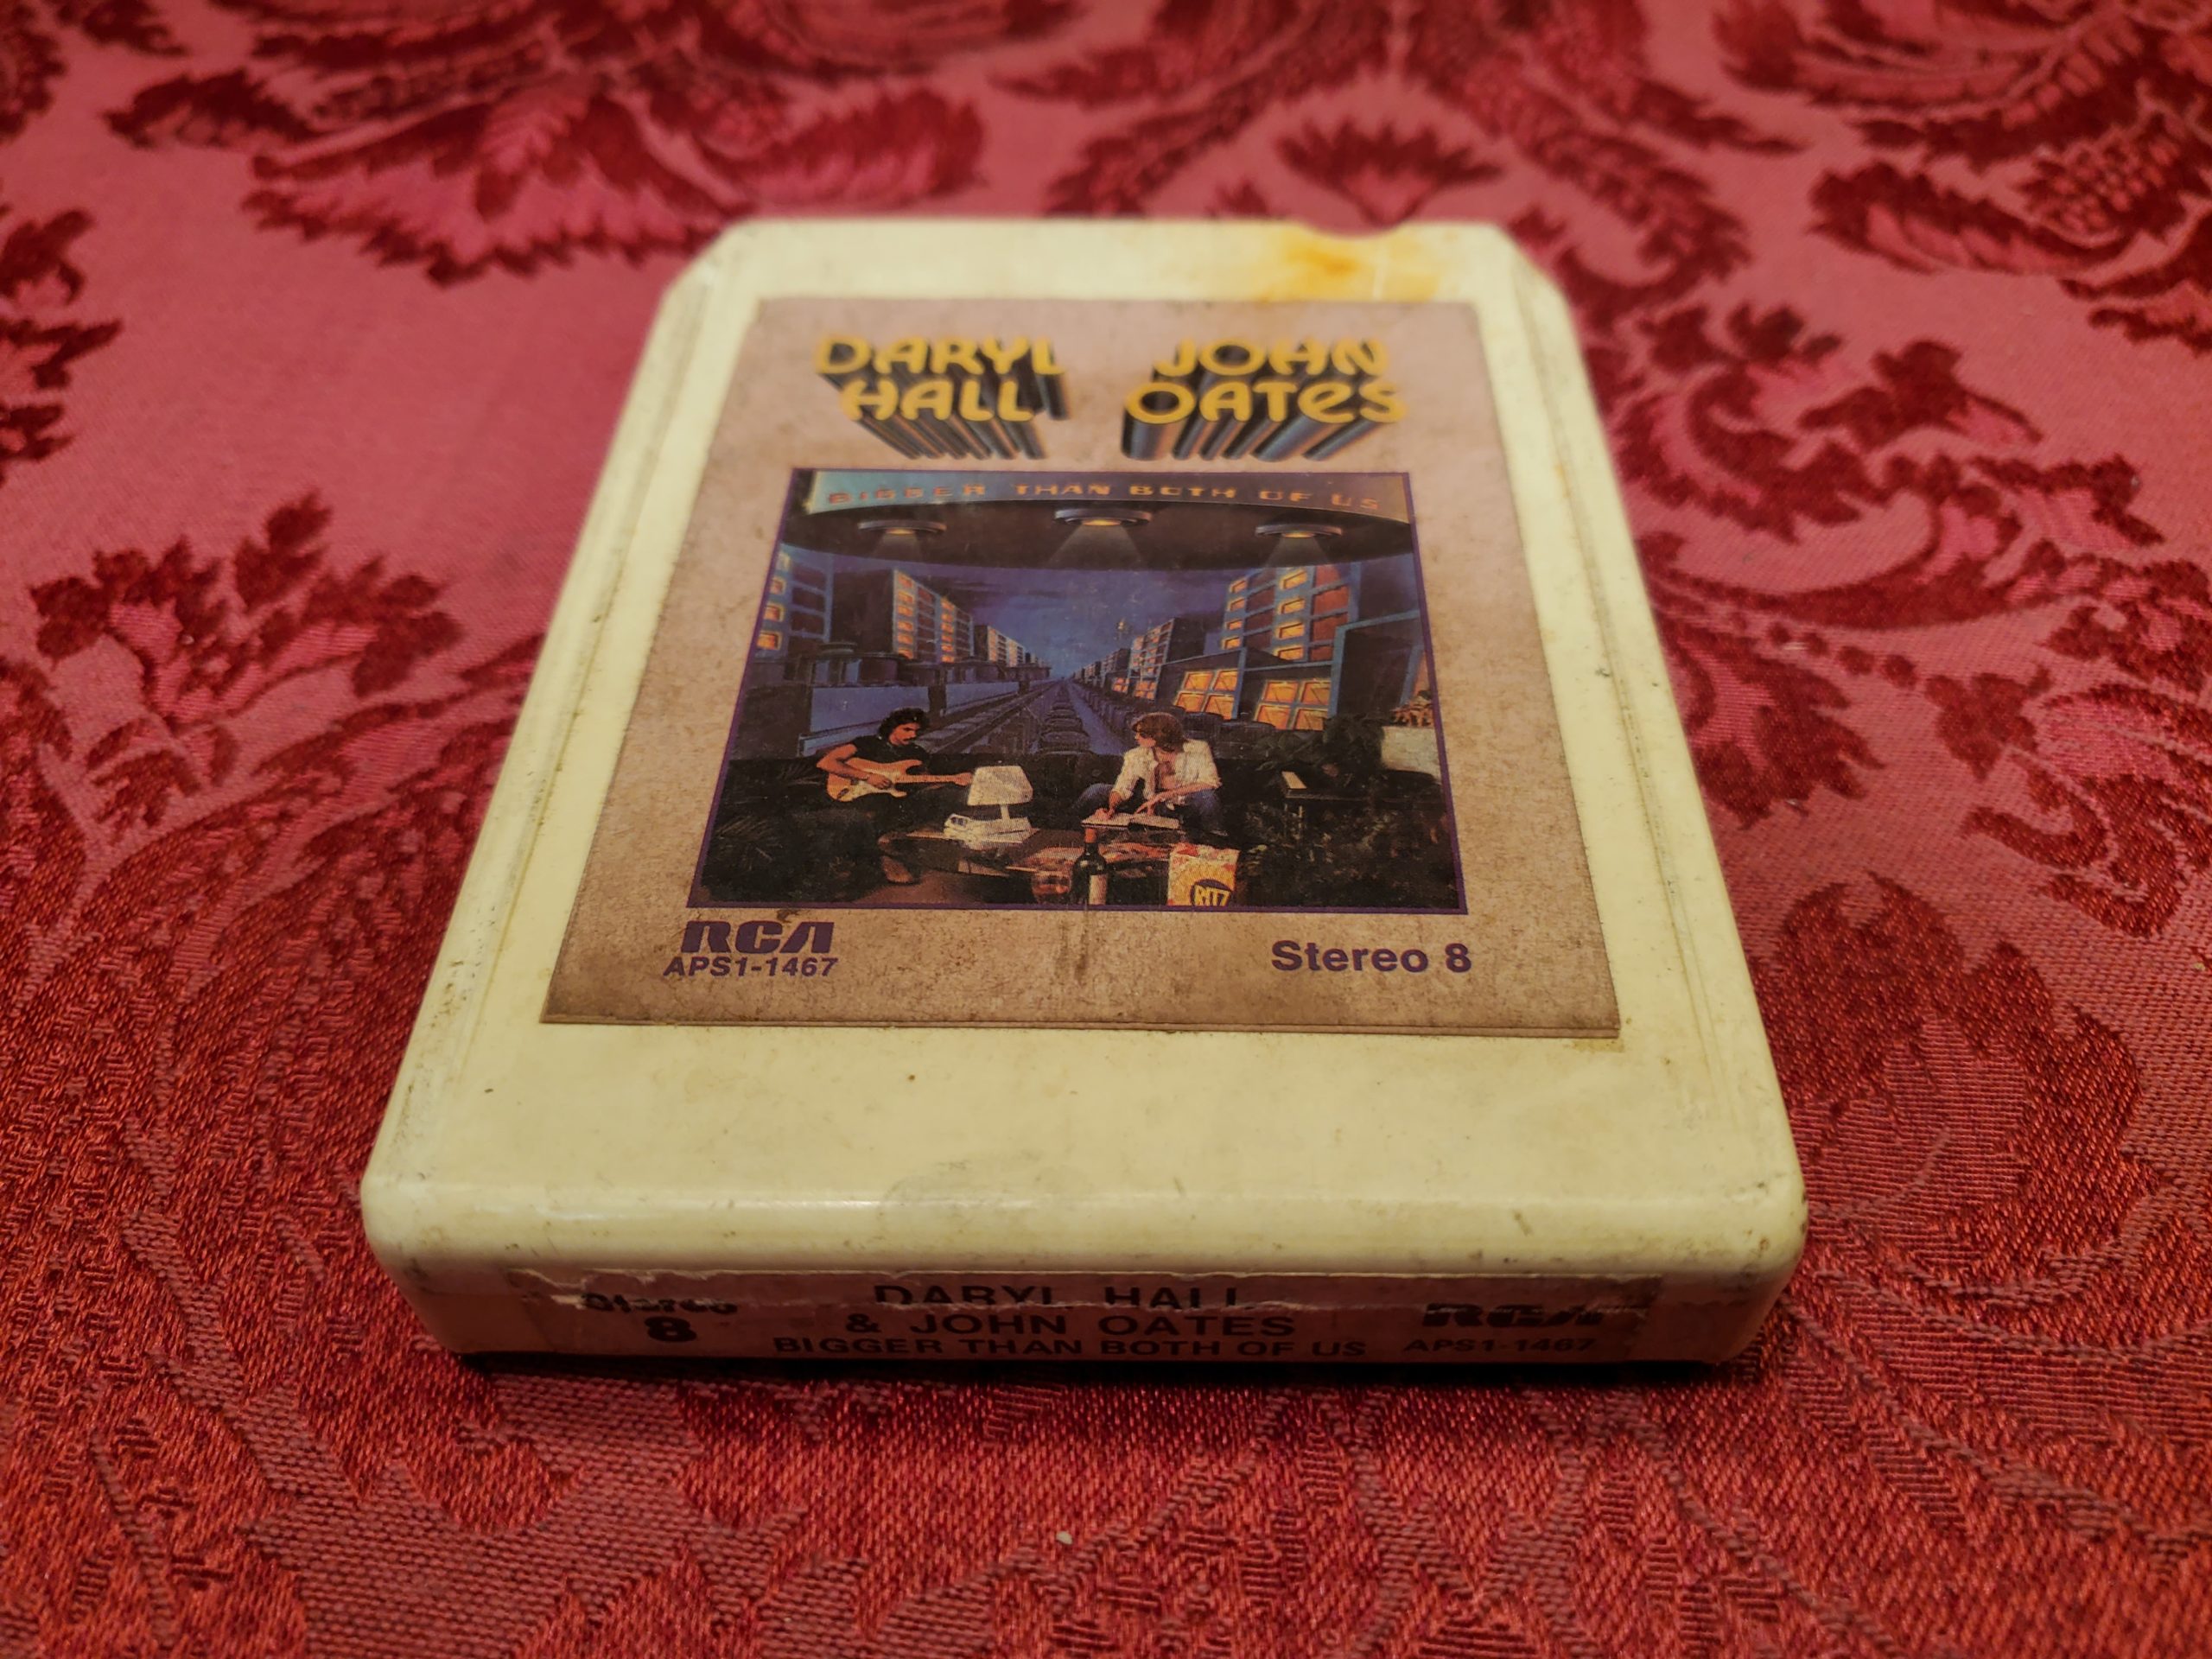 DARYL HALL
JOHN OATES
BIGGER THAN BOTH OF US
RITZ
RCA
APS1-1467
Stereo 8
Stereo
8
DARYL HALL
& JOHN OATES
BIGGER THAN BOTH OF US
RCA
APS1-1467